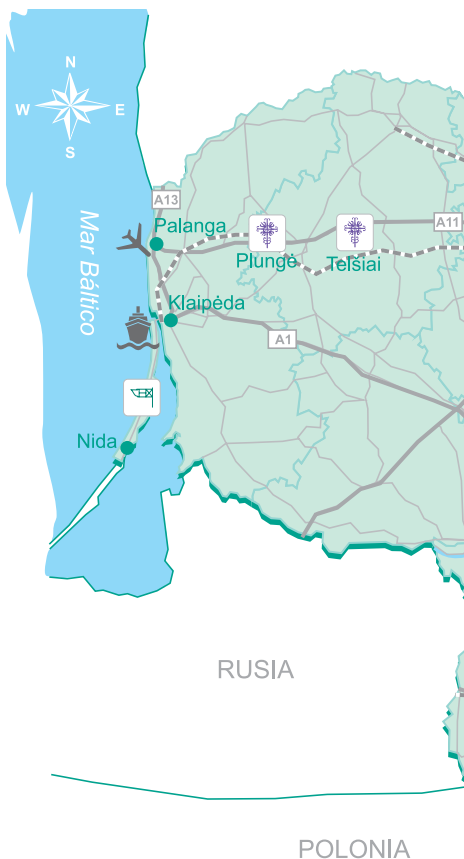 N
W
E
S
A13
Palanga
A11
Mar Báltico
Plungė
Telšiai
Klaipėda
A1
Nida
RUSIA
POLONIA